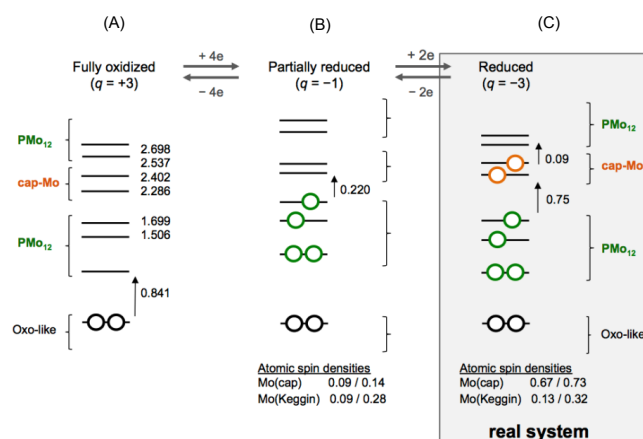 (A)
(B)
(C)
+ 4e
− 4e
+ 2e
− 2e
Fully oxidized
(q = +3)
Partially reduced
(q = −1)
Reduced
(q = −3)
PMo12
cap-Mo
PMo12
Oxo-like
2.698
2.537
2.402
2.286
1.699
1.506
0.841
0.220
0.09
0.75
PMo12
cap-Mo
PMo12
Oxo-like
Atomic spin densities
Mo(cap) 0.09 / 0.14
Mo(Keggin) 0.09 / 0.28
Atomic spin densities
Mo(cap) 0.67 / 0.73
Mo(Keggin) 0.13 / 0.32
real system